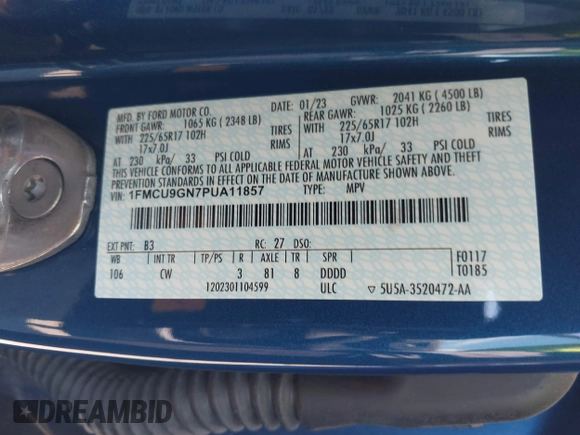 MFD. BY FORD MOTOR CO.
DATE: 01/23 GVWR: 2041 KG (4500 LB)
FRONT GAWR: 1065 KG (2348 LB) REAR GAWR: 1025 KG (2260 LB)
225/65R17 102H TIRES 225/65R17 102H TIRES
17x7.0J RIMS 17x7.0J RIMS
AT 230 kPa/ 33 PSI COLD AT 230 kPa/ 33 PSI COLD
THIS VEHICLE CONFORMS TO ALL APPLICABLE FEDERAL MOTOR VEHICLE SAFETY AND
THEFT PREVENTION STANDARDS IN EFFECT ON THE DATE OF MANUFACTURE SHOWN ABOVE.
VIN: 1FMCU9GN7PUA11857 TYPE: MPV
EXT PNT: B3 RC: 27 DSO: F0117
WB INT TR TP/PS R AXLE TR SPR T0185
106 CW 3 81 8 DDDD
1202301104599 ULC ▽ 5U5A-3S20472-AA
DREAMBID